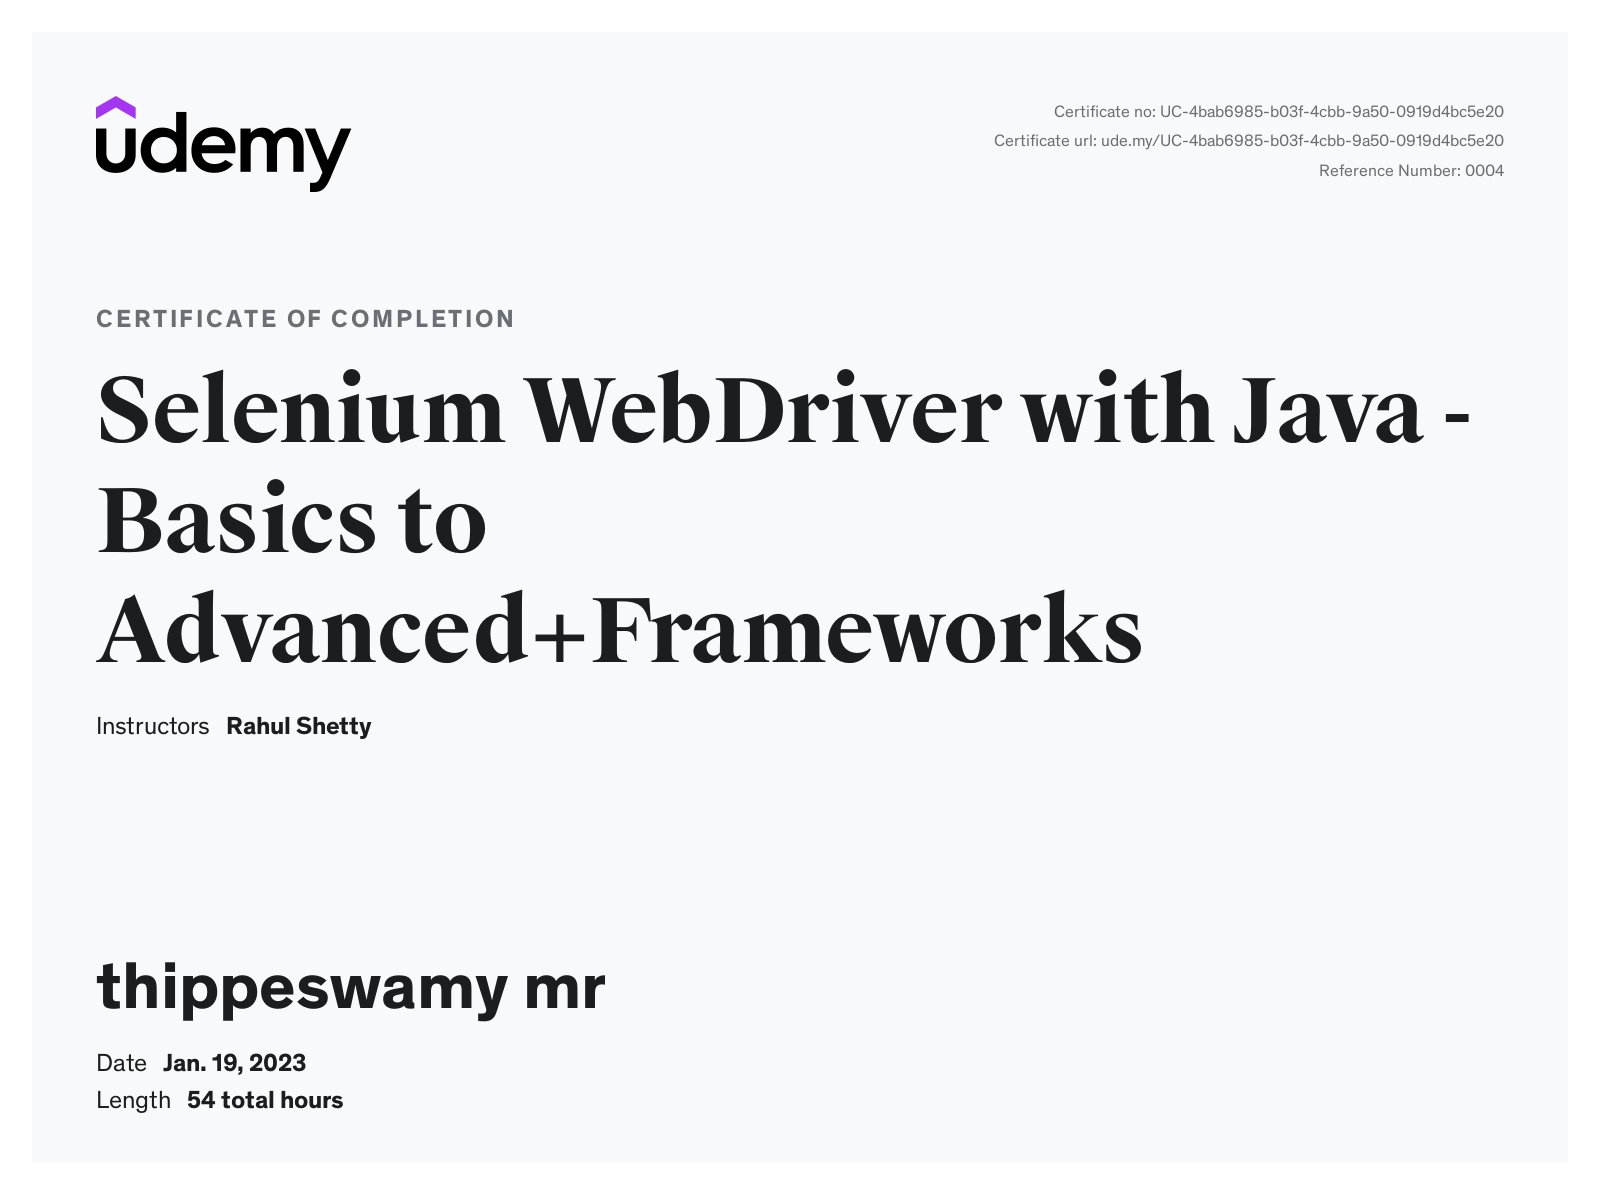 udemy
Certificate no: UC-4bab6985-b03f-4cbb-9a50-0919d4bc5e20
Certificate url: ude.my/UC-4bab6985-b03f-4cbb-9a50-0919d4bc5e20
Reference Number: 0004
CERTIFICATE OF COMPLETION
Selenium WebDriver with Java -
Basics to
Advanced+Frameworks
Instructors Rahul Shetty
thippeswamy mr
Date Jan. 19, 2023
Length 54 total hours